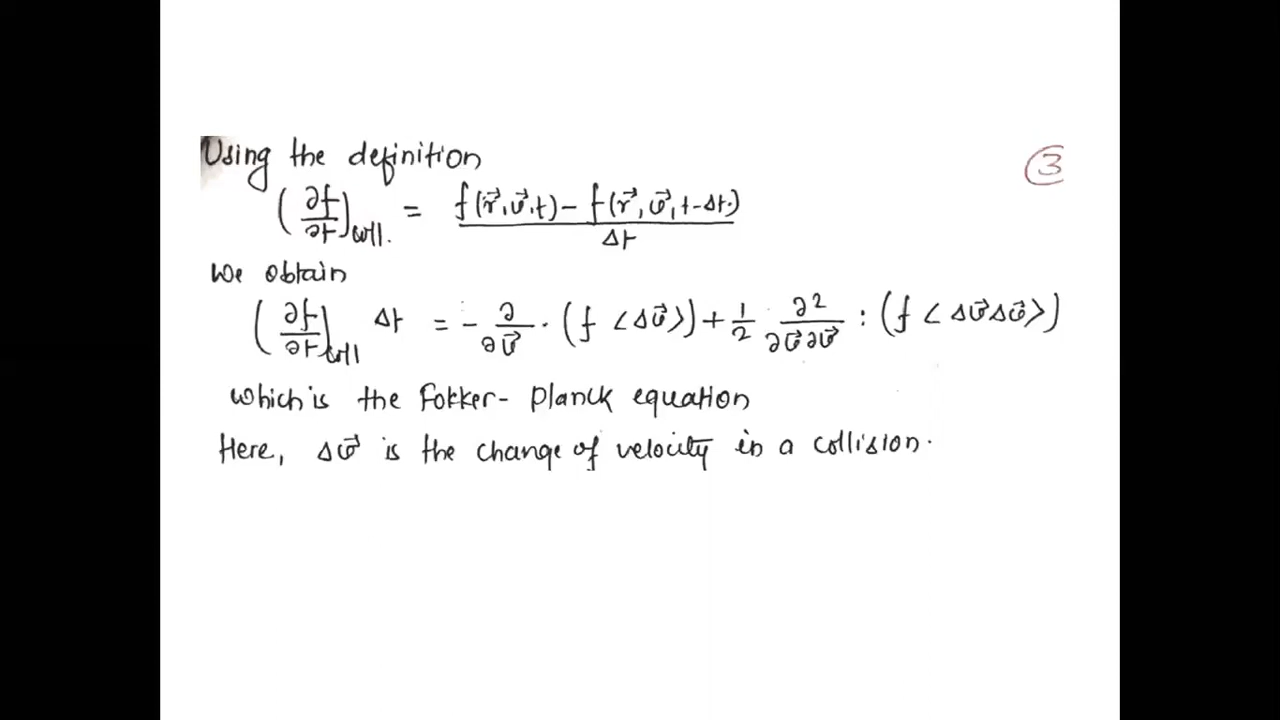 Using the definition ③
(∂f/∂t)coll. = f(r⃗,v⃗,t) − f(r⃗,v⃗,t−Δt) / Δt
We obtain
(∂f/∂t)coll Δt = − ∂/∂v⃗ · (f <Δv⃗>) + 1/2 ∂2/∂v⃗∂v⃗ : (f <Δv⃗Δv⃗>)
which is the Fokker- Planck equation
Here, Δv⃗ is the change of velocity in a collision.